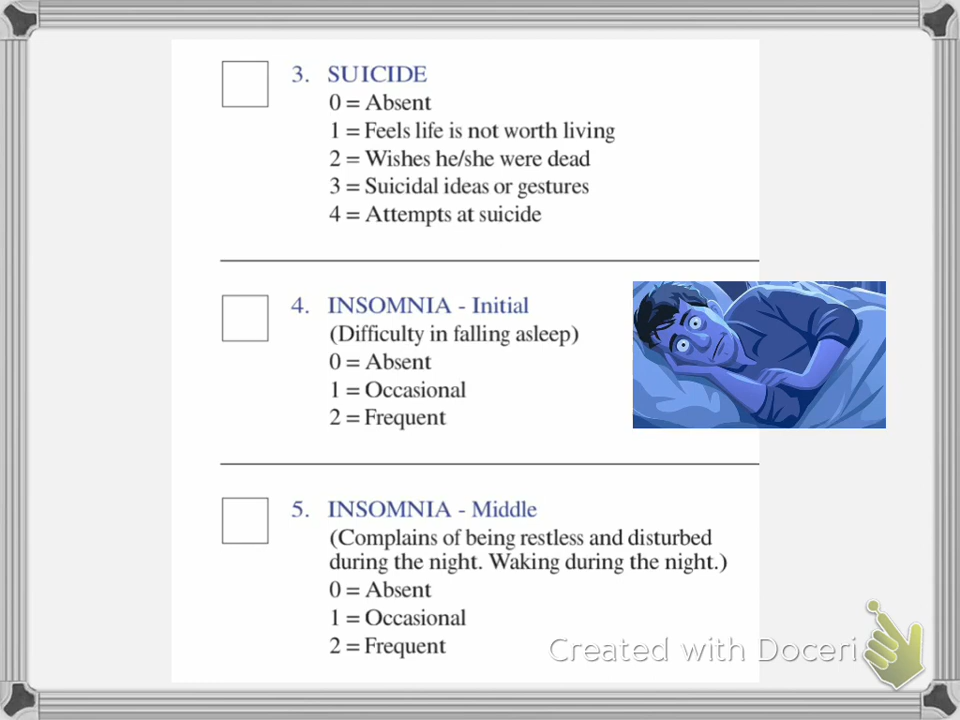 3. SUICIDE
0 = Absent
1 = Feels life is not worth living
2 = Wishes he/she were dead
3 = Suicidal ideas or gestures
4 = Attempts at suicide
4. INSOMNIA - Initial
(Difficulty in falling asleep)
0 = Absent
1 = Occasional
2 = Frequent
5. INSOMNIA - Middle
(Complains of being restless and disturbed
during the night. Waking during the night.)
0 = Absent
1 = Occasional
2 = Frequent
Created with Doceri